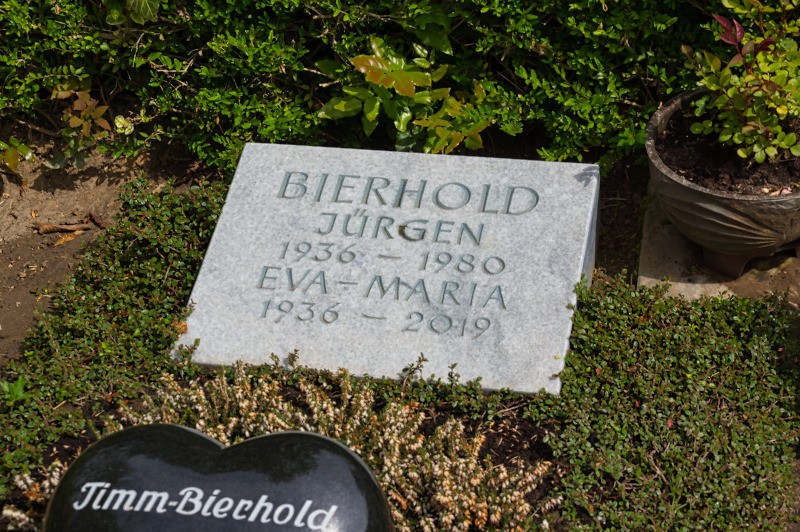 BIERHOLD
JÜRGEN
1936 – 1980
EVA-MARIA
1936 – 2019
Timm-Bierhold